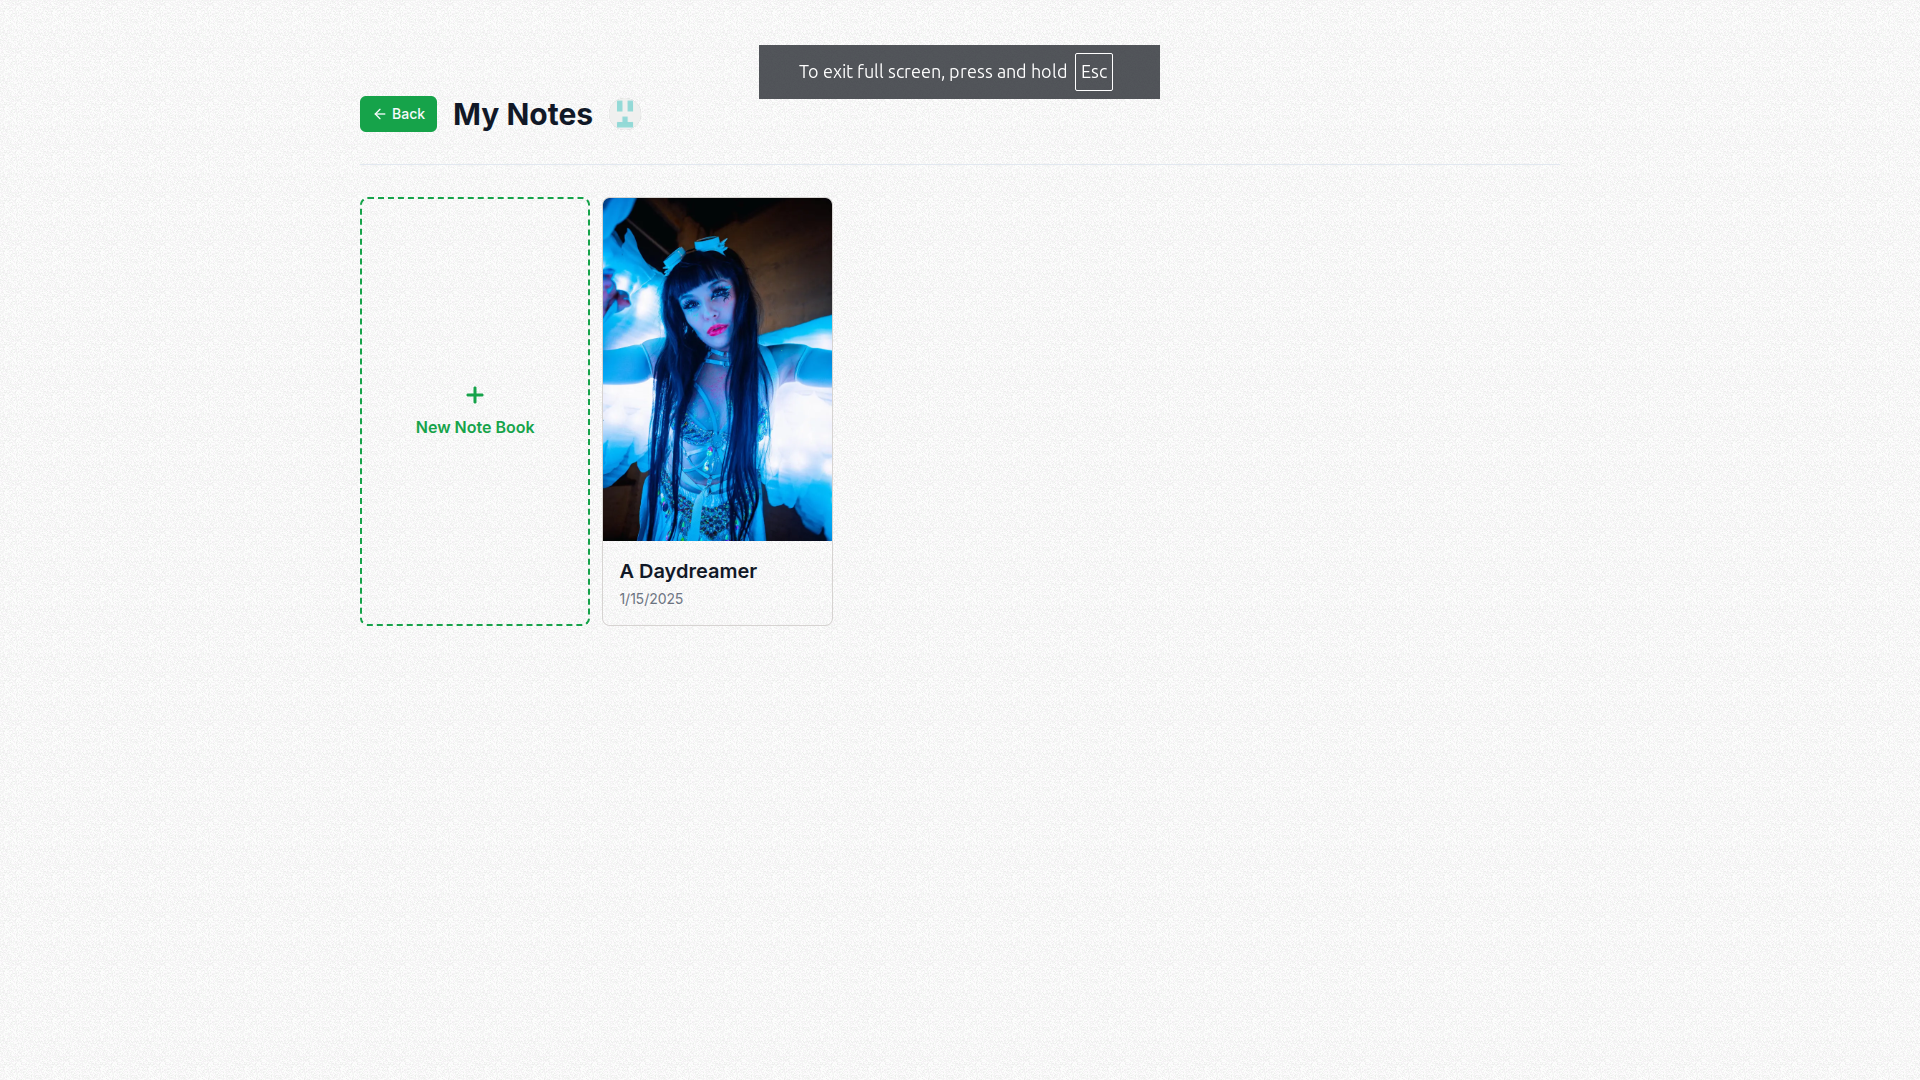 To exit full screen, press and hold Esc
Back
My Notes
New Note Book
A Daydreamer
1/15/2025